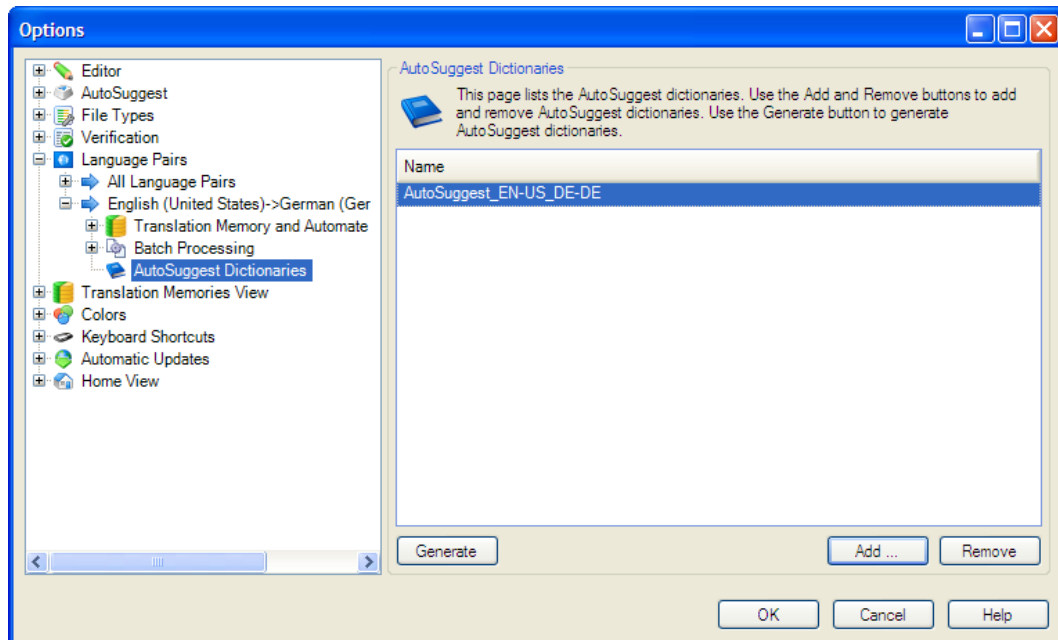 Options
Editor
AutoSuggest
File Types
Verification
Language Pairs
All Language Pairs
English (United States)->German (Ger
Translation Memory and Automate
Batch Processing
AutoSuggest Dictionaries
Translation Memories View
Colors
Keyboard Shortcuts
Automatic Updates
Home View
AutoSuggest Dictionaries
This page lists the AutoSuggest dictionaries. Use the Add and Remove buttons to add
and remove AutoSuggest dictionaries. Use the Generate button to generate
AutoSuggest dictionaries.
Name
AutoSuggest_EN-US_DE-DE
Generate
Add ...
Remove
OK
Cancel
Help